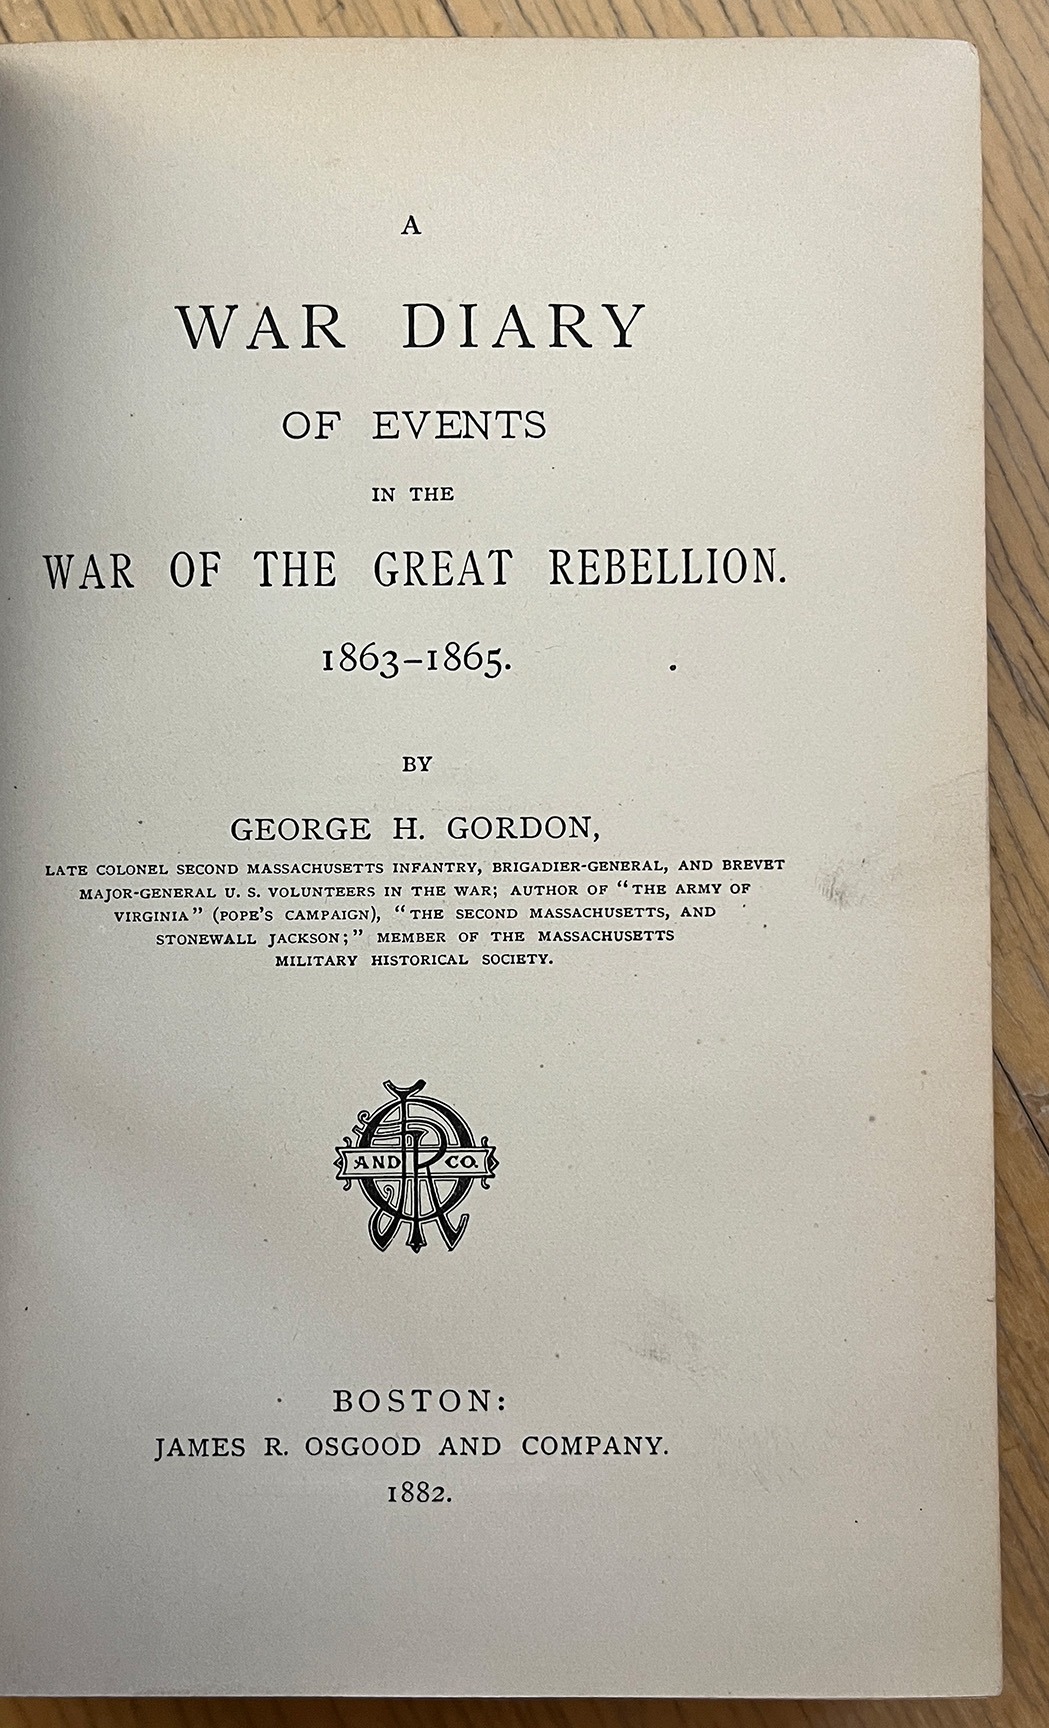 A
WAR DIARY
OF EVENTS
IN THE
WAR OF THE GREAT REBELLION.
1863–1865.
BY
GEORGE H. GORDON,
LATE COLONEL SECOND MASSACHUSETTS INFANTRY, BRIGADIER-GENERAL, AND BREVET
MAJOR-GENERAL U. S. VOLUNTEERS IN THE WAR; AUTHOR OF “THE ARMY OF
VIRGINIA” (POPE’S CAMPAIGN), “THE SECOND MASSACHUSETTS, AND
STONEWALL JACKSON;” MEMBER OF THE MASSACHUSETTS
MILITARY HISTORICAL SOCIETY.
AND CO.
BOSTON:
JAMES R. OSGOOD AND COMPANY.
1882.